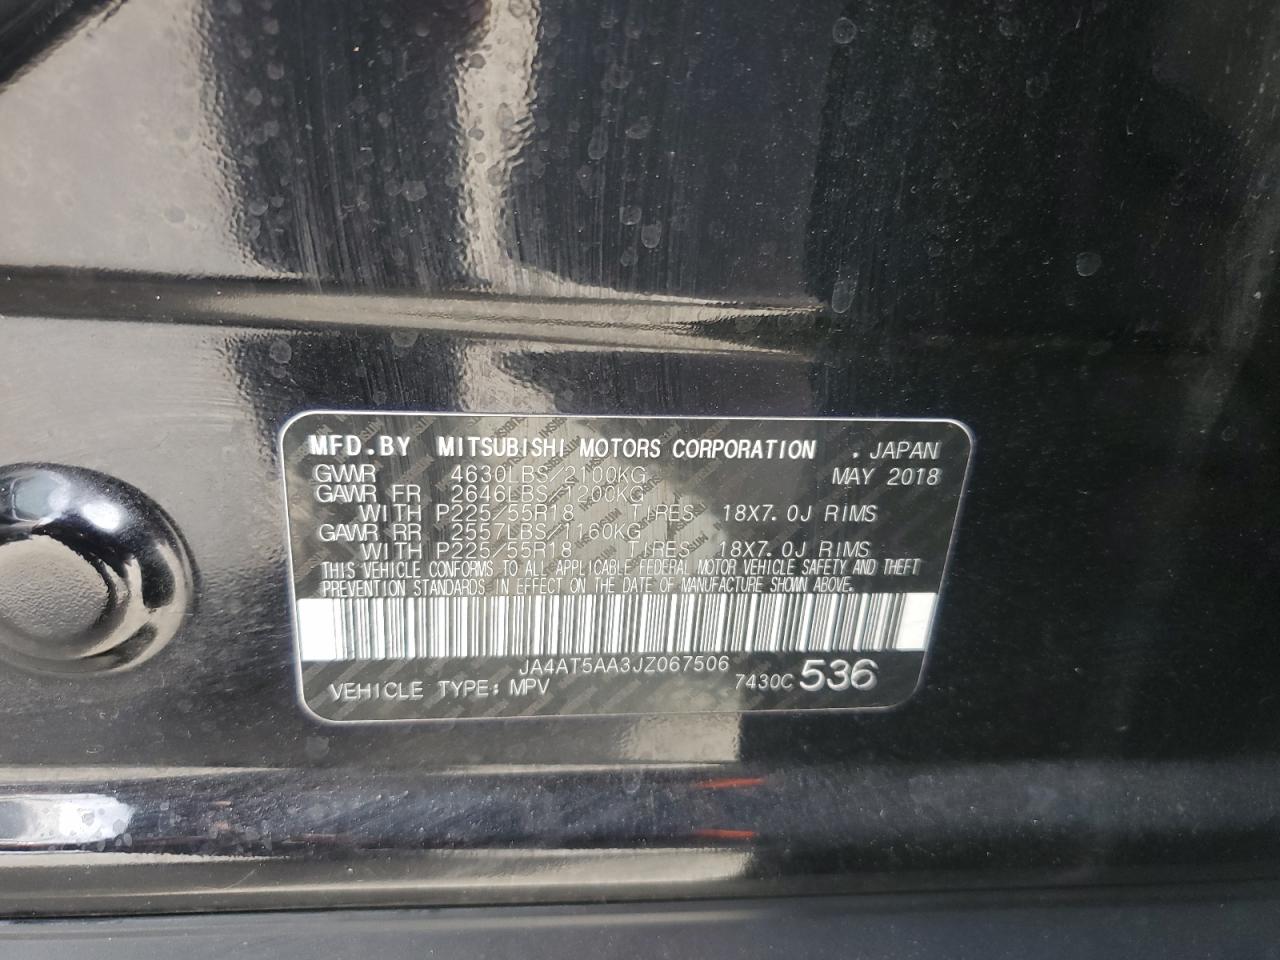 MFD.BY MITSUBISHI MOTORS CORPORATION . JAPAN
GVWR 4630LBS/2100KG MAY 2018
GAWR FR 2646LBS/1200KG
WITH P225/55R18 TIRES 18X7.0J RIMS
GAWR RR 2557LBS/1160KG
WITH P225/55R18 TIRES 18X7.0J RIMS
THIS VEHICLE CONFORMS TO ALL APPLICABLE FEDERAL MOTOR VEHICLE SAFETY AND THEFT
PREVENTION STANDARDS IN EFFECT ON THE DATE OF MANUFACTURE SHOWN ABOVE.
JA4AT5AA3JZ067506
VEHICLE TYPE: MPV 7430C 536